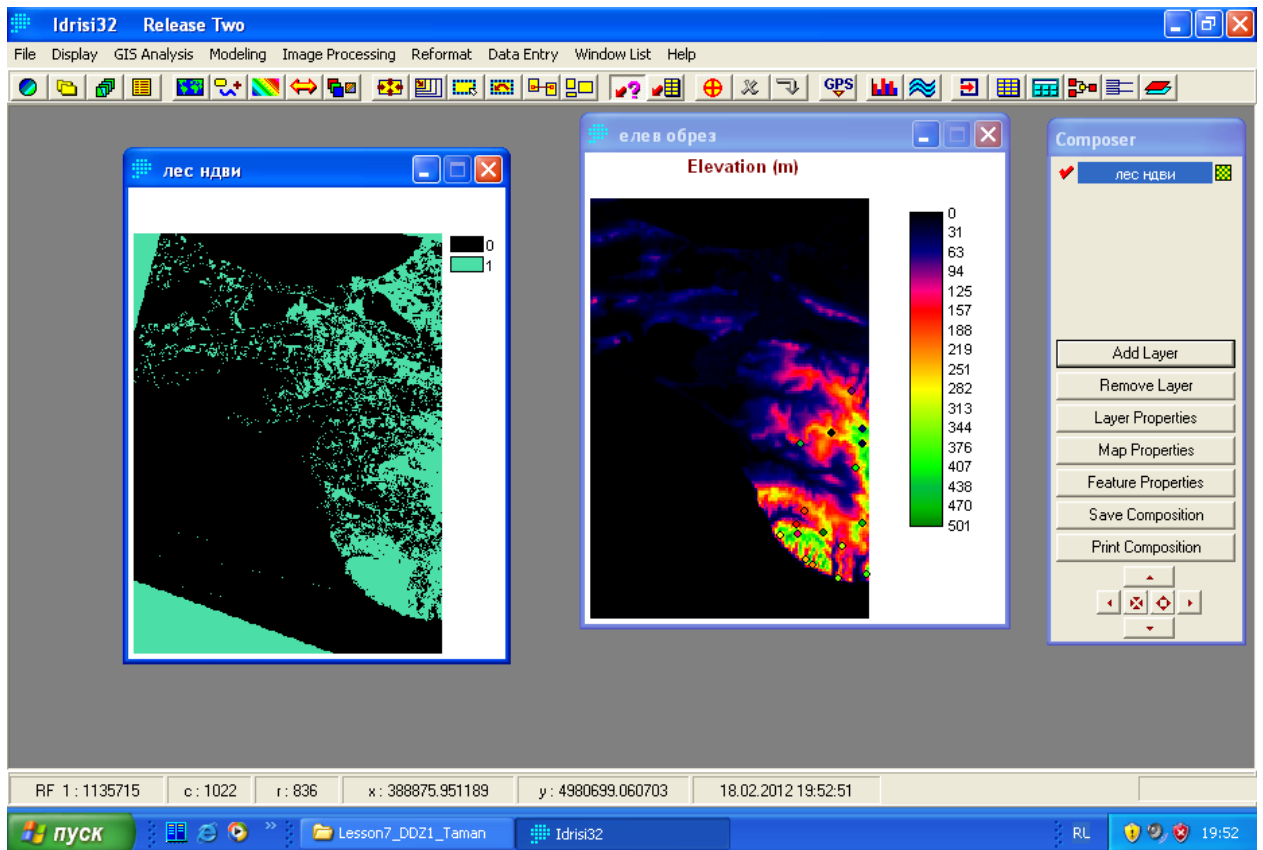 Idrisi32 Release Two
File Display GIS Analysis Modeling Image Processing Reformat Data Entry Window List Help
GPS
лес ндви
0
1
елев обрез
Elevation (m)
0
31
63
94
125
157
188
219
251
282
313
344
376
407
438
470
501
Composer
лес ндви
Add Layer
Remove Layer
Layer Properties
Map Properties
Feature Properties
Save Composition
Print Composition
RF 1 : 1135715 c : 1022 r : 836 x : 388875.951189 y : 4980699.060703 18.02.2012 19:52:51
пуск » Lesson7_DDZ1_Taman Idrisi32 RL 19:52